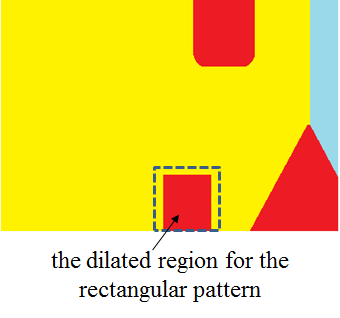 the dilated region for the
rectangular pattern